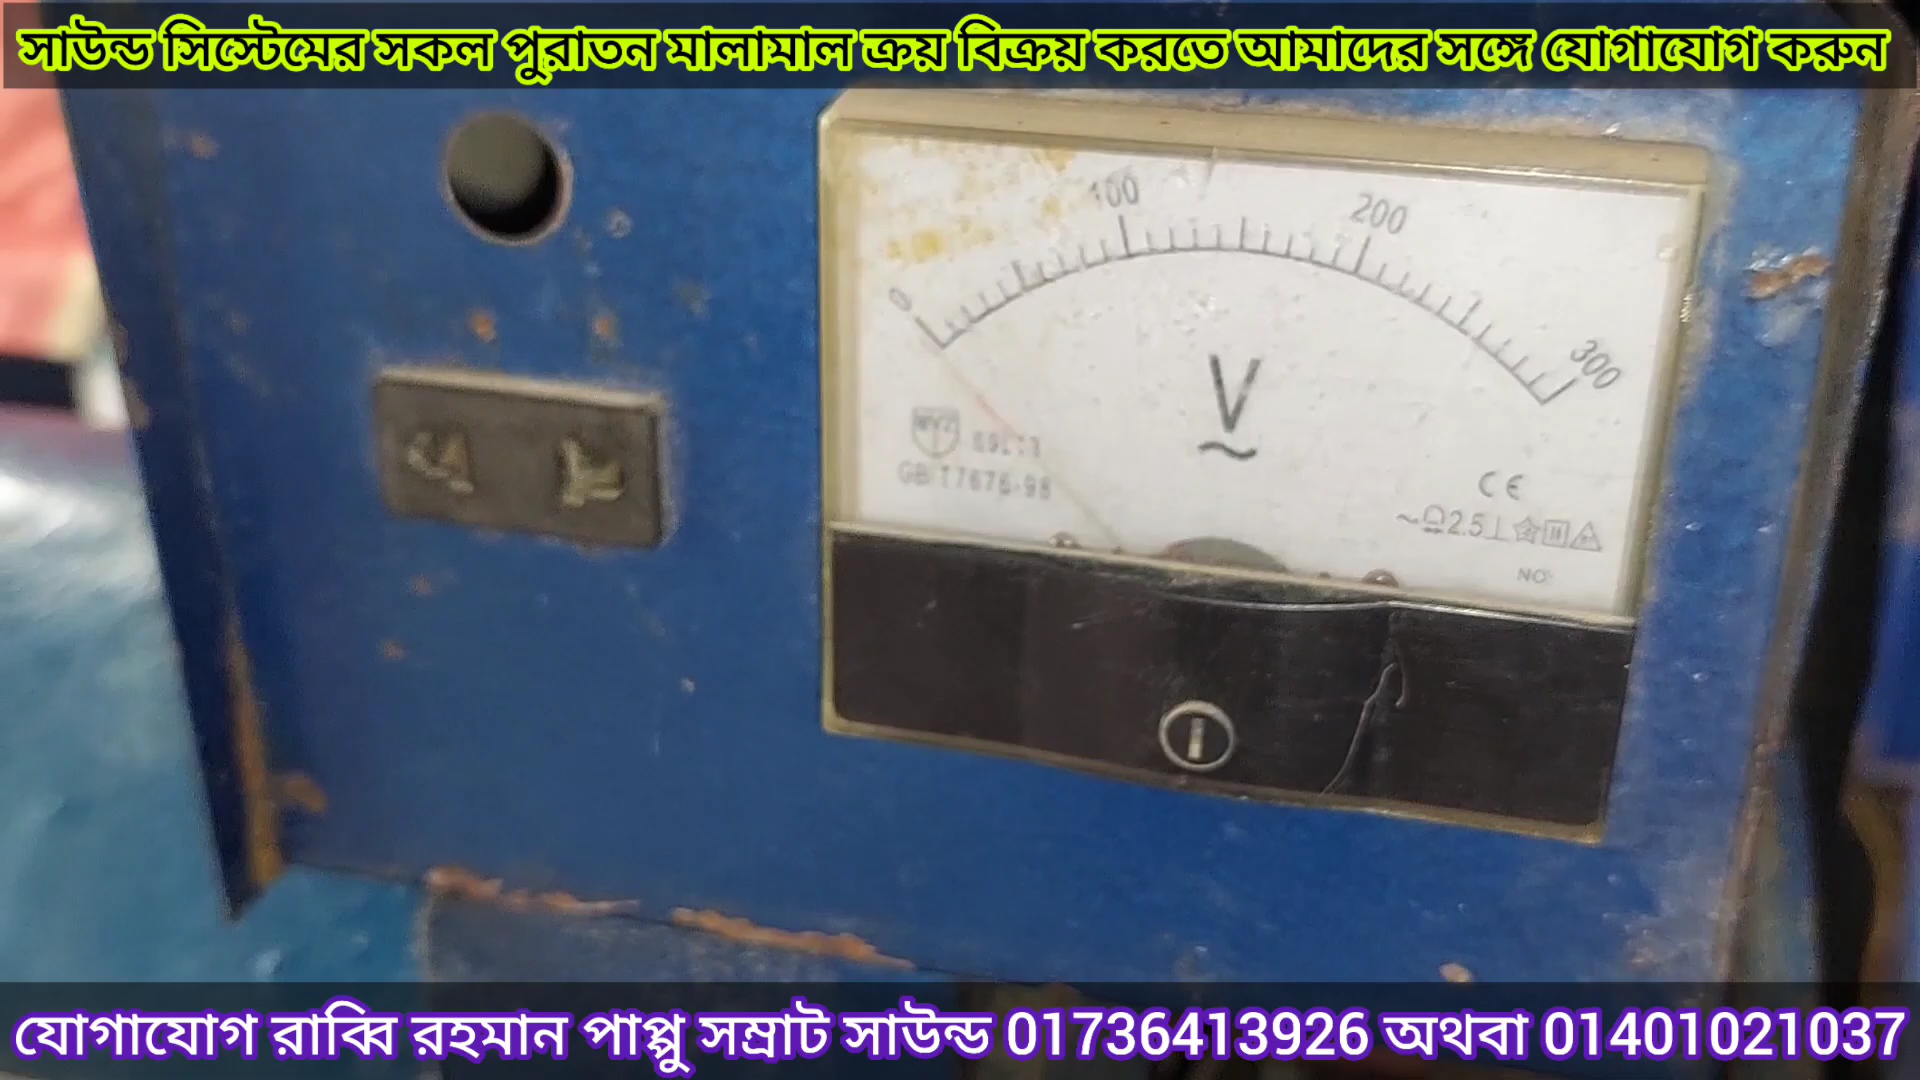 সাউন্ড সিস্টেমের সকল পুরাতন মালামাল ক্রয় বিক্রয় করতে আমাদের সঙ্গে যোগাযোগ করুন
0 100 200 300
V
~
GB/T7676-98
CE
~ 2.5
NO:
যোগাযোগ রাব্বি রহমান পাপ্পু সম্রাট সাউন্ড 01736413926 অথবা 01401021037